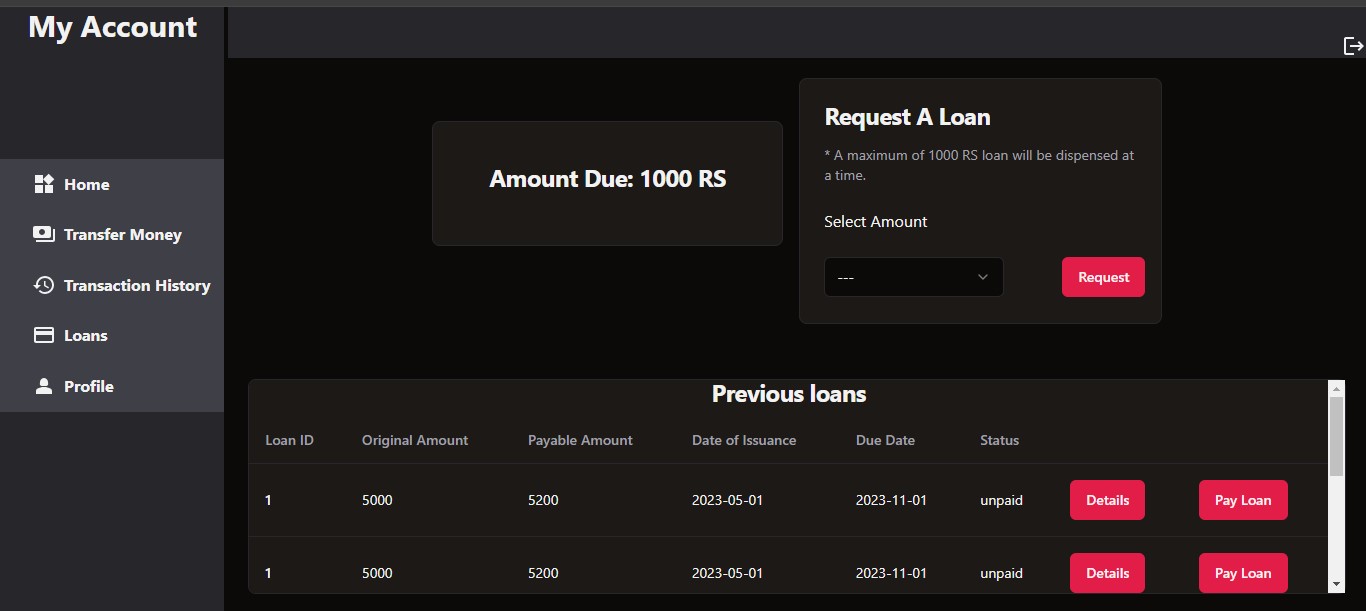 My Account
Home
Transfer Money
Transaction History
Loans
Profile
Amount Due: 1000 RS
Request A Loan
* A maximum of 1000 RS loan will be dispensed at
a time.
Select Amount
--- Request
Previous loans
Loan ID Original Amount Payable Amount Date of Issuance Due Date Status
1 5000 5200 2023-05-01 2023-11-01 unpaid Details Pay Loan
1 5000 5200 2023-05-01 2023-11-01 unpaid Details Pay Loan